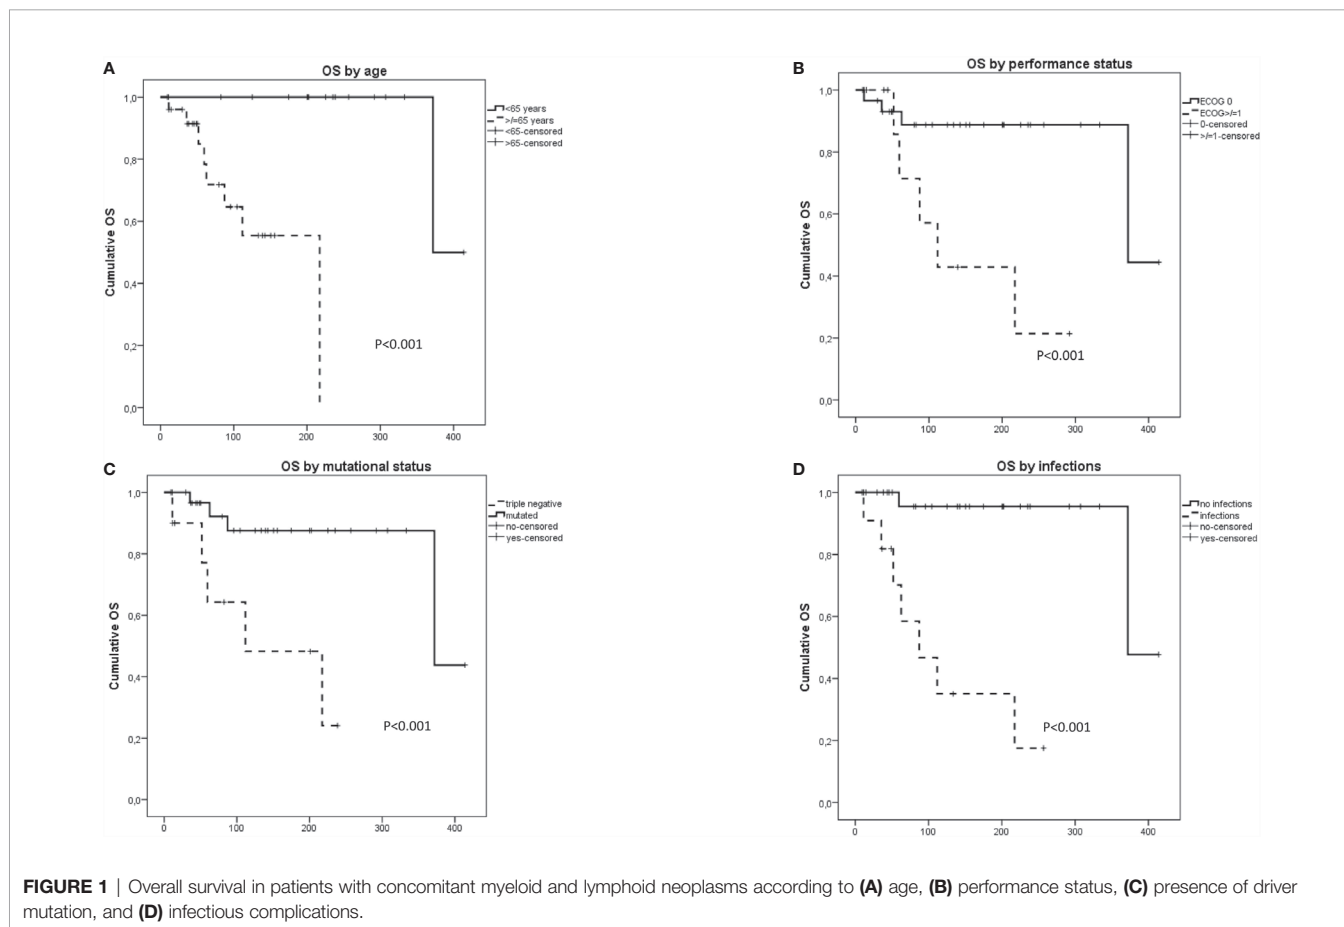 A
OS by age
1,0
0,8
0,6
0,4
0,2
0,0
Cumulative OS
0 100 200 300 400
P<0.001
<65 years
>/=65 years
<65-censored
>65-censored
B
OS by performance status
1,0
0,8
0,6
0,4
0,2
0,0
Cumulative OS
0 100 200 300 400
P<0.001
ECOG 0
ECOG>/=1
0-censored
>/=1-censored
C
OS by mutational status
1,0
0,8
0,6
0,4
0,2
0,0
Cumulative OS
0 100 200 300 400
P<0.001
triple negative
mutated
no-censored
yes-censored
D
OS by infections
1,0
0,8
0,6
0,4
0,2
0,0
Cumulative OS
0 100 200 300 400
P<0.001
no infections
infections
no-censored
yes-censored
FIGURE 1 | Overall survival in patients with concomitant myeloid and lymphoid neoplasms according to (A) age, (B) performance status, (C) presence of driver
mutation, and (D) infectious complications.